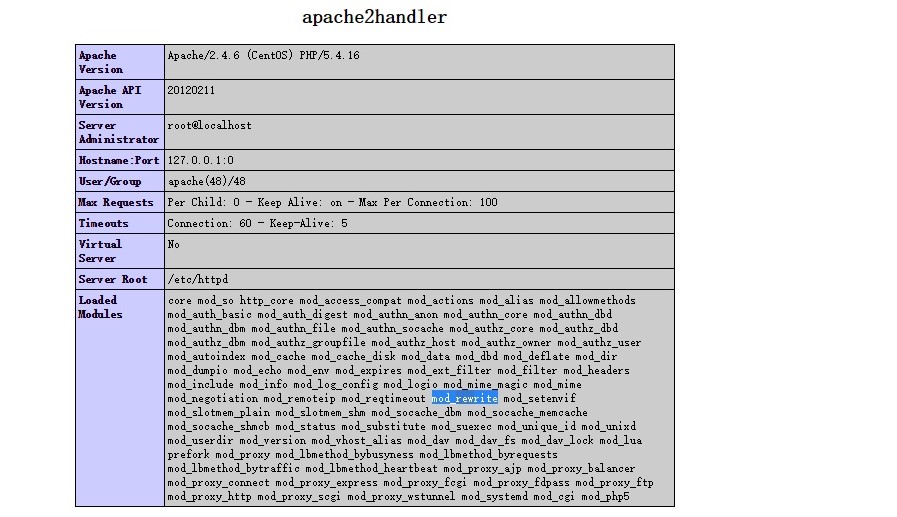 apache2handler
Apache Version
Apache/2.4.6 (CentOS) PHP/5.4.16
Apache API Version
20120211
Server Administrator
root@localhost
Hostname:Port
127.0.0.1:0
User/Group
apache(48)/48
Max Requests
Per Child: 0 - Keep Alive: on - Max Per Connection: 100
Timeouts
Connection: 60 - Keep-Alive: 5
Virtual Server
No
Server Root
/etc/httpd
Loaded Modules
core mod_so http_core mod_access_compat mod_actions mod_alias mod_allowmethods
mod_auth_basic mod_auth_digest mod_authn_anon mod_authn_core mod_authn_dbd
mod_authn_dbm mod_authn_file mod_authn_socache mod_authz_core mod_authz_dbd
mod_authz_dbm mod_authz_groupfile mod_authz_host mod_authz_owner mod_authz_user
mod_autoindex mod_cache mod_cache_disk mod_data mod_dbd mod_deflate mod_dir
mod_dumpio mod_echo mod_env mod_expires mod_ext_filter mod_filter mod_headers
mod_include mod_info mod_log_config mod_logio mod_mime_magic mod_mime
mod_negotiation mod_remoteip mod_reqtimeout mod_rewrite mod_setenvif
mod_slotmem_plain mod_slotmem_shm mod_socache_dbm mod_socache_memcache
mod_socache_shmcb mod_status mod_substitute mod_suexec mod_unique_id mod_unixd
mod_userdir mod_version mod_vhost_alias mod_dav mod_dav_fs mod_dav_lock mod_lua
prefork mod_proxy mod_lbmethod_bybusyness mod_lbmethod_byrequests
mod_lbmethod_bytraffic mod_lbmethod_heartbeat mod_proxy_ajp mod_proxy_balancer
mod_proxy_connect mod_proxy_express mod_proxy_fcgi mod_proxy_fdpass mod_proxy_ftp
mod_proxy_http mod_proxy_scgi mod_proxy_wstunnel mod_systemd mod_cgi mod_php5